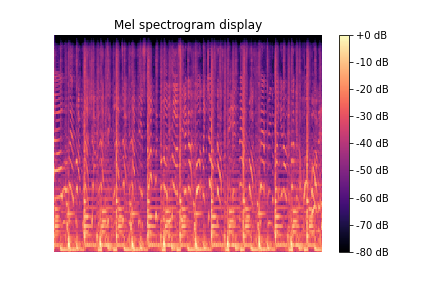 Mel spectrogram display
+0 dB
-10 dB
-20 dB
-30 dB
-40 dB
-50 dB
-60 dB
-70 dB
-80 dB